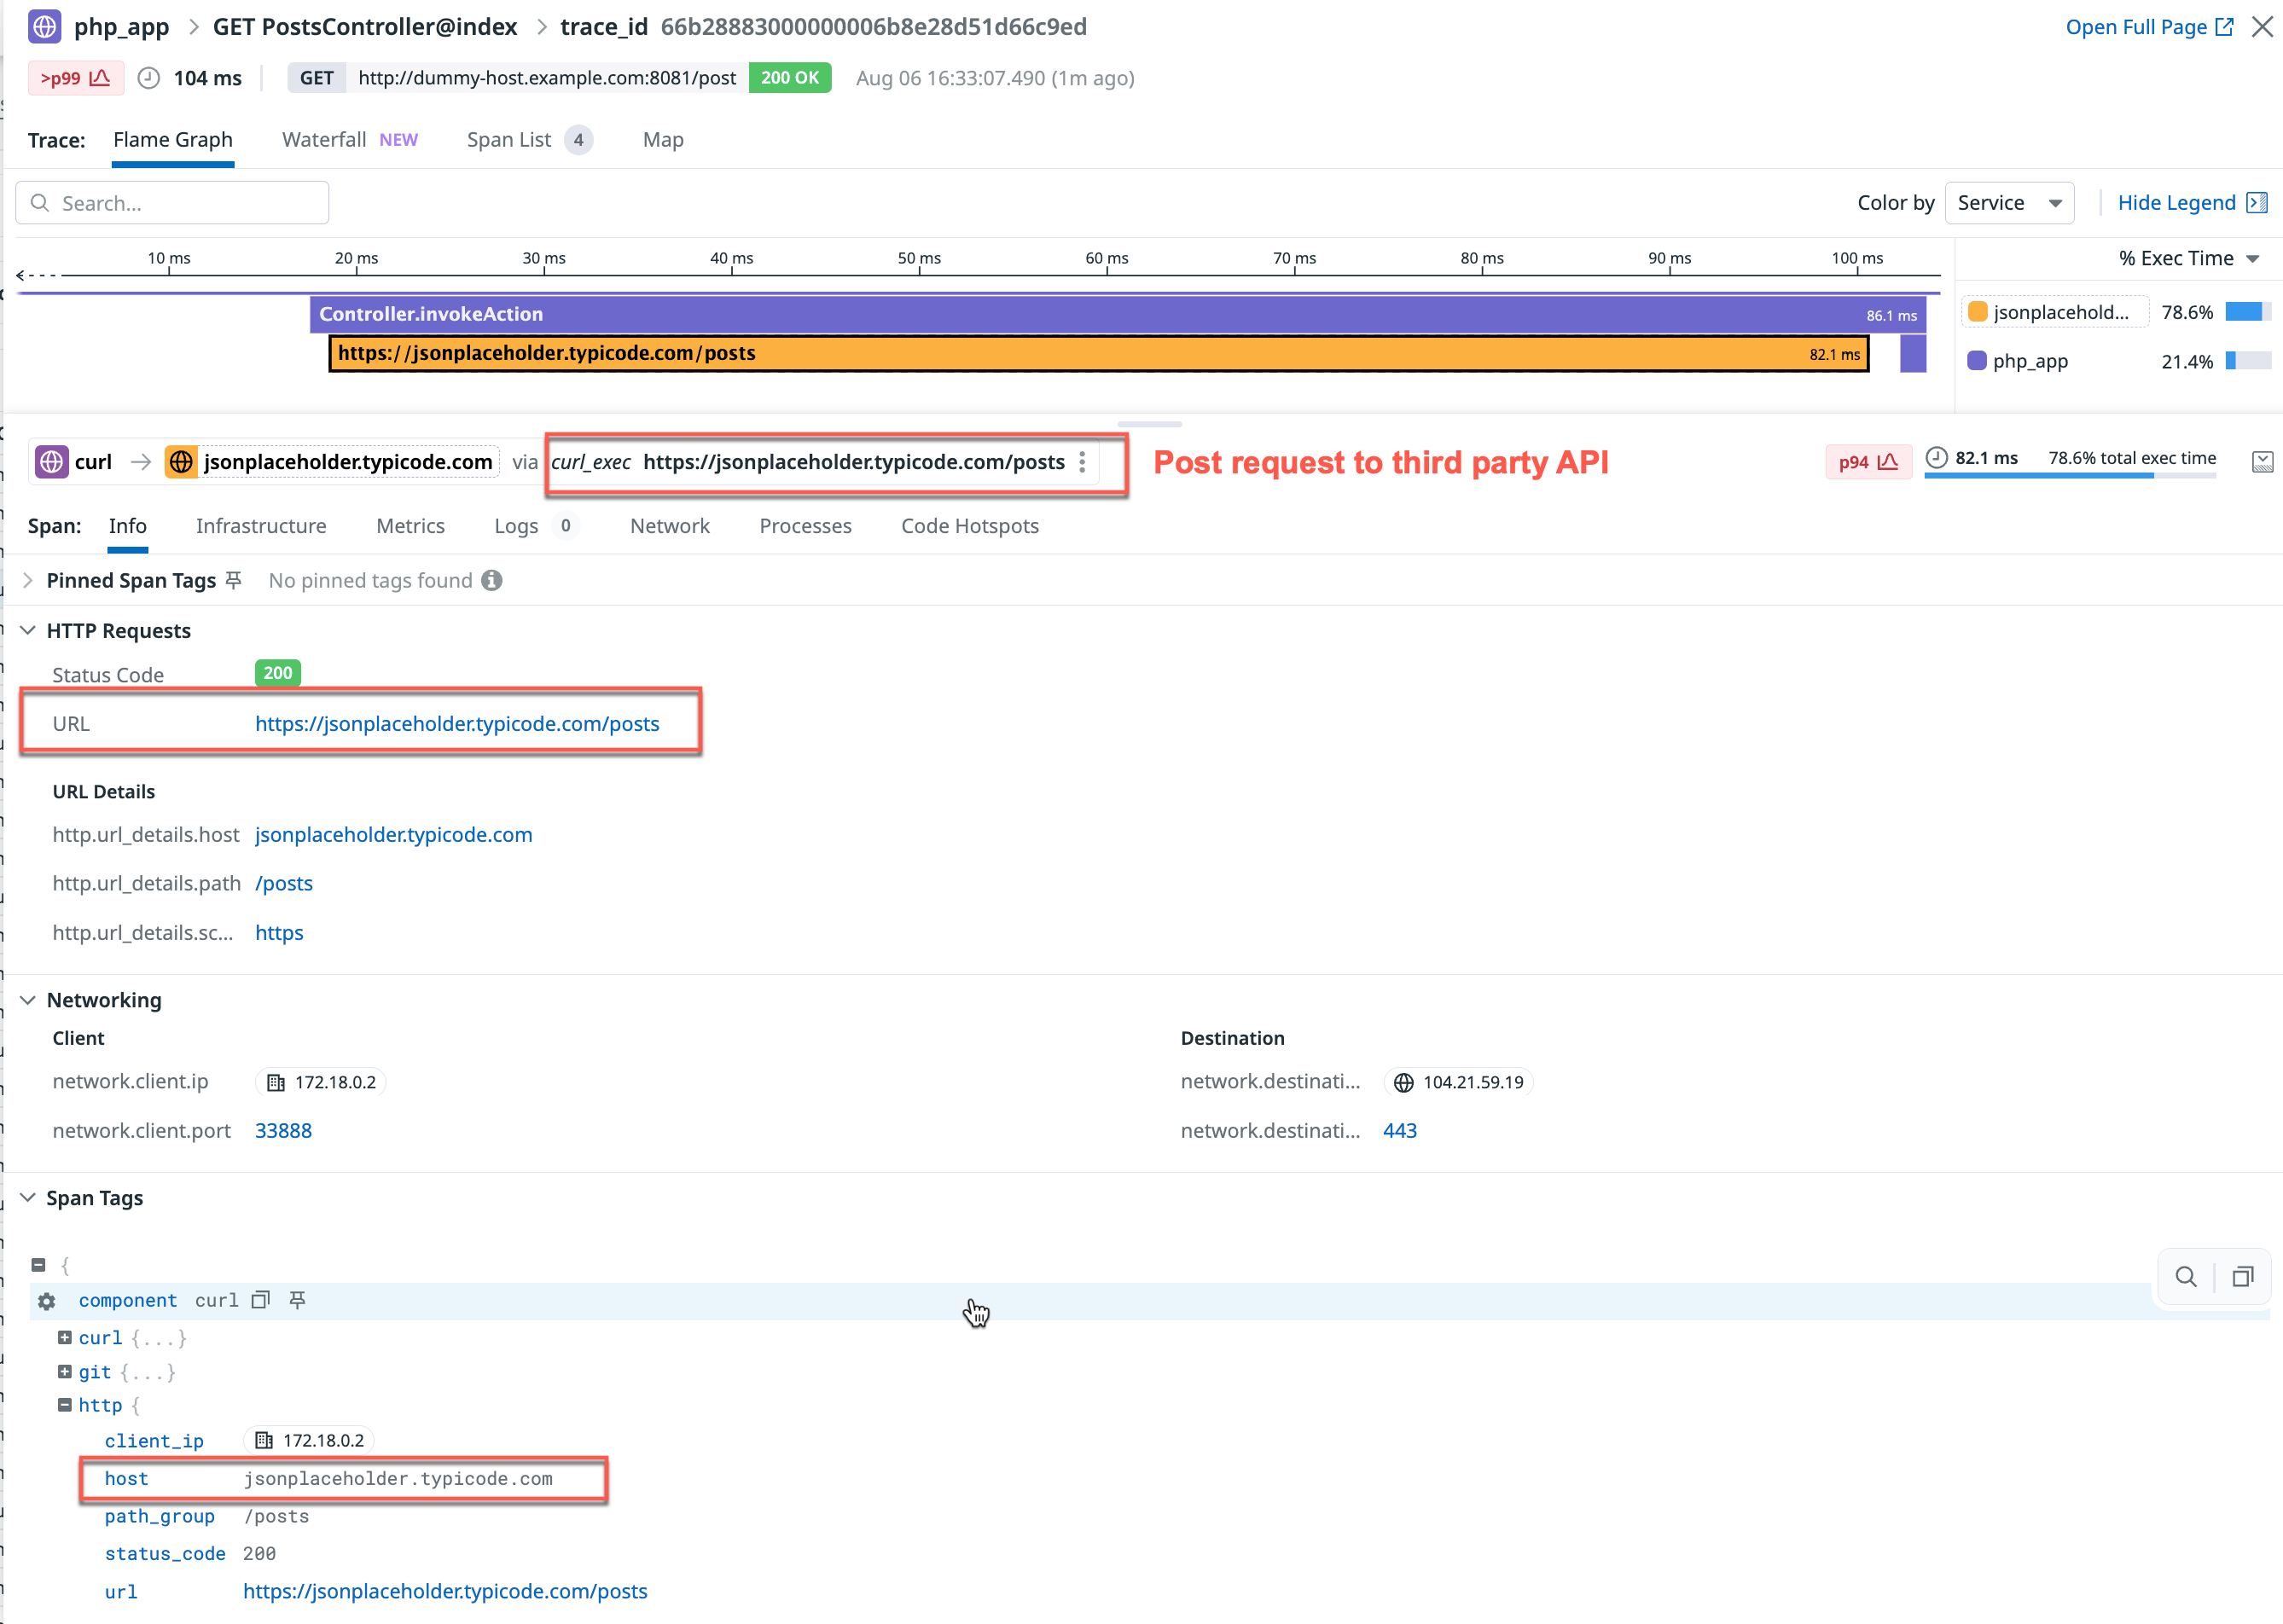 php_app > GET PostsController@index > trace_id 66b28883000000006b8e28d51d66c9ed Open Full Page
>p99 104 ms GET http://dummy-host.example.com:8081/post 200 OK Aug 06 16:33:07.490 (1m ago)
Trace: Flame Graph Waterfall NEW Span List 4 Map
Search... Color by Service Hide Legend
10 ms 20 ms 30 ms 40 ms 50 ms 60 ms 70 ms 80 ms 90 ms 100 ms % Exec Time
Controller.invokeAction 86.1 ms jsonplacehold... 78.6%
https://jsonplaceholder.typicode.com/posts 82.1 ms php_app 21.4%
curl → jsonplaceholder.typicode.com via curl_exec https://jsonplaceholder.typicode.com/posts Post request to third party API p94 82.1 ms 78.6% total exec time
Span: Info Infrastructure Metrics Logs 0 Network Processes Code Hotspots
Pinned Span Tags No pinned tags found
HTTP Requests
Status Code 200
URL https://jsonplaceholder.typicode.com/posts
URL Details
http.url_details.host jsonplaceholder.typicode.com
http.url_details.path /posts
http.url_details.sc... https
Networking
Client Destination
network.client.ip 172.18.0.2 network.destinati... 104.21.59.19
network.client.port 33888 network.destinati... 443
Span Tags
{
component curl
curl {...}
git {...}
http {
client_ip 172.18.0.2
host jsonplaceholder.typicode.com
path_group /posts
status_code 200
url https://jsonplaceholder.typicode.com/posts